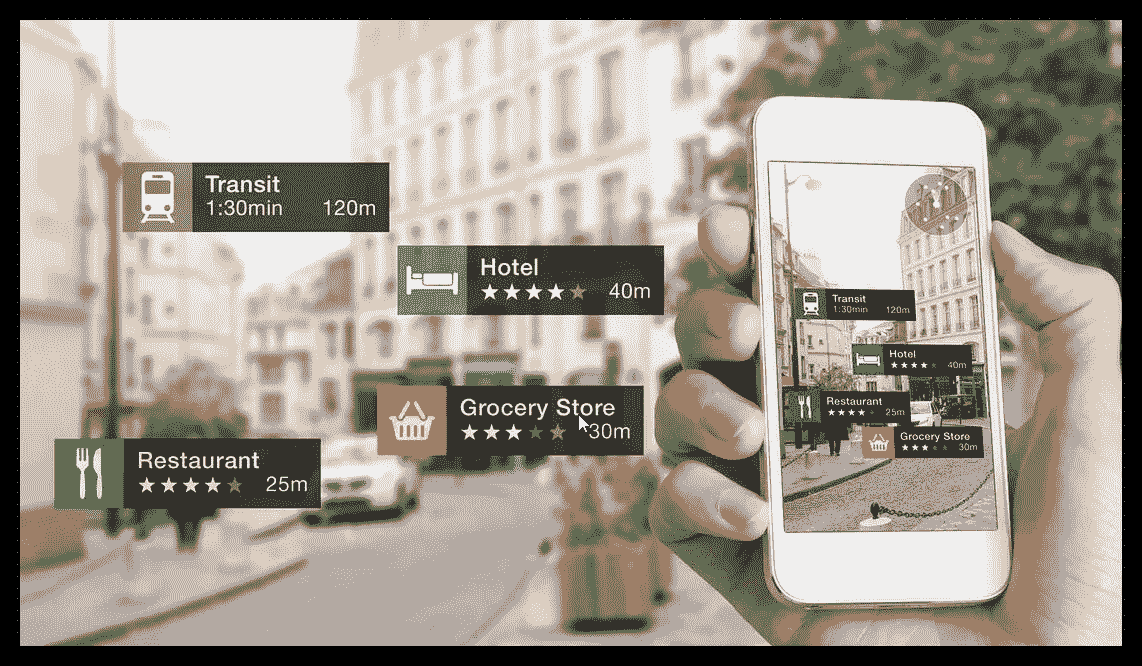 Transit
1:30min 120m
Hotel
40m
Grocery Store
30m
Restaurant
25m
Transit
1:30min 120m
Hotel
40m
Restaurant
25m
Grocery Store
30m